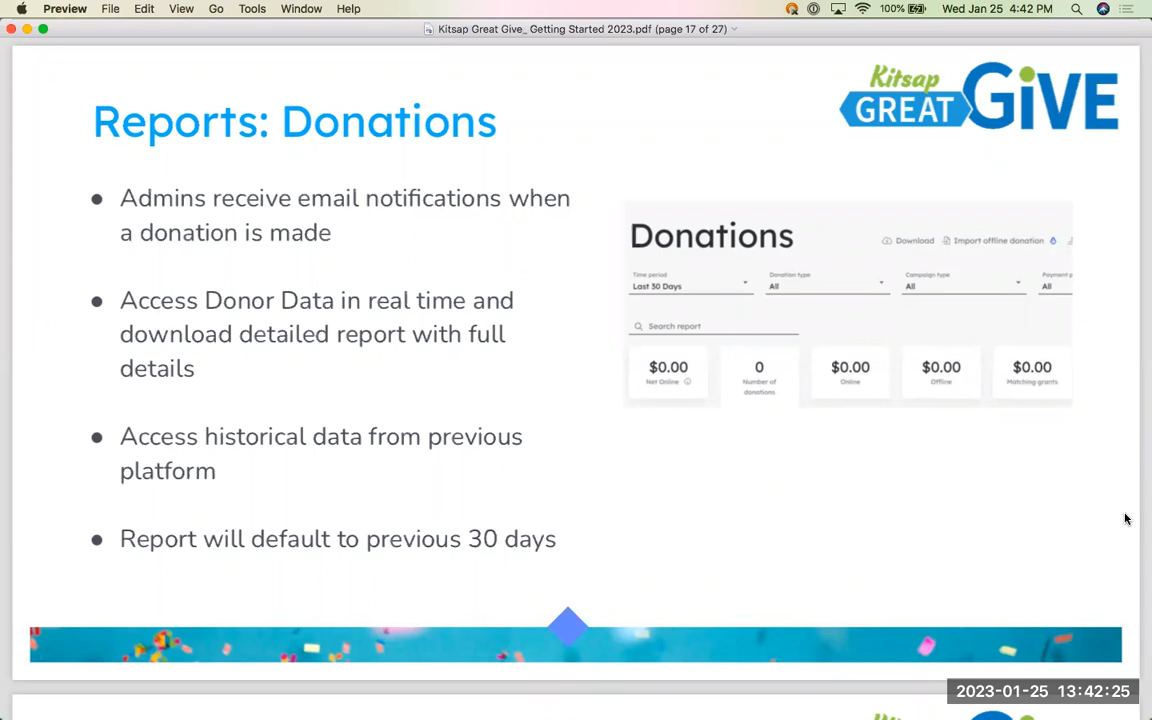 Preview File Edit View Go Tools Window Help 100% Wed Jan 25 4:42 PM
Kitsap Great Give_ Getting Started 2023.pdf (page 17 of 27)
Kitsap
GREAT GiVE
Reports: Donations
● Admins receive email notifications when
a donation is made
● Access Donor Data in real time and
download detailed report with full
details
● Access historical data from previous
platform
● Report will default to previous 30 days
Donations
Download Import offline donation
Time period Donation type Campaign type Payment p
Last 30 Days All All All
Search report
$0.00 0 $0.00 $0.00 $0.00
Net Online Number of Online Offline Matching grants
donations
2023-01-25 13:42:25